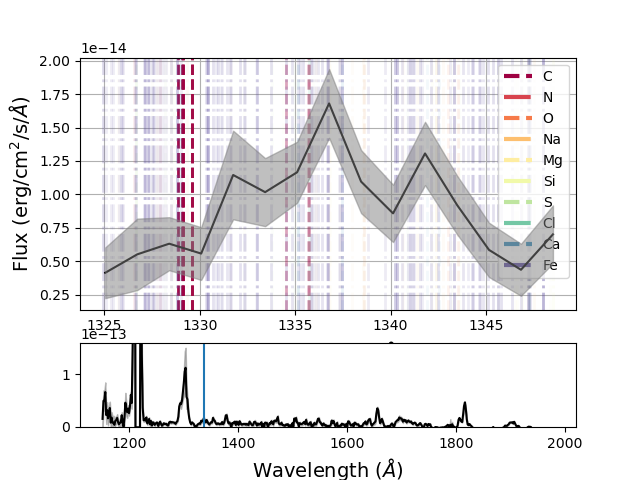 1e−14
2.00
1.75
1.50
1.25
1.00
0.75
0.50
0.25
Flux (erg/cm²/s/Å)
C
N
O
Na
Mg
Si
S
Cl
Ca
Fe
1325 1330 1335 1340 1345
1e−13
1
0
1200 1400 1600 1800 2000
Wavelength (Å)